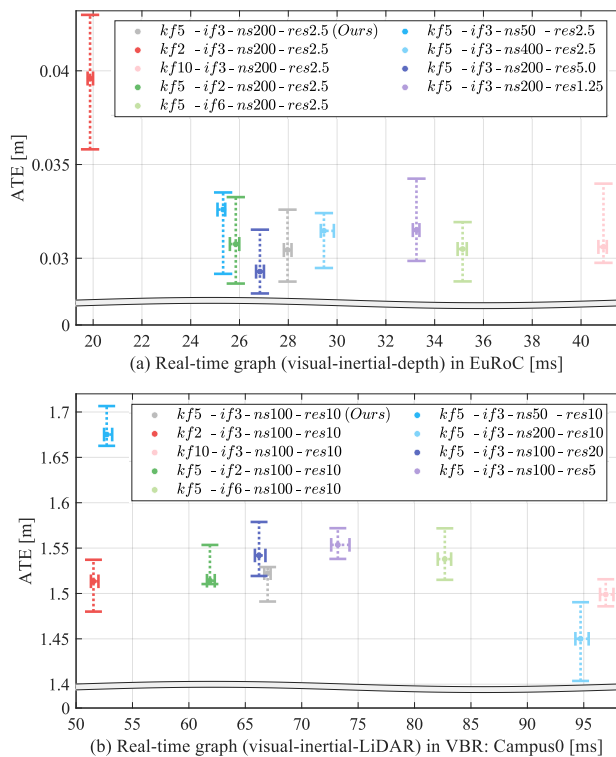 kf5 -if3-ns200-res2.5 (Ours)
kf2 -if3-ns200-res2.5
kf10-if3-ns200-res2.5
kf5 -if2-ns200-res2.5
kf5 -if6-ns200-res2.5
kf5 -if3-ns50 -res2.5
kf5 -if3-ns400-res2.5
kf5 -if3-ns200-res5.0
kf5 -if3-ns200-res1.25
0.04
0.035
0.03
0
ATE [m]
20 22 24 26 28 30 32 34 36 38 40
(a) Real-time graph (visual-inertial-depth) in EuRoC [ms]
kf5 -if3-ns100-res10 (Ours)
kf2 -if3-ns100-res10
kf10-if3-ns100-res10
kf5 -if2-ns100-res10
kf5 -if6-ns100-res10
kf5 -if3-ns50 -res10
kf5 -if3-ns200-res10
kf5 -if3-ns100-res20
kf5 -if3-ns100-res5
1.7
1.65
1.6
1.55
1.5
1.45
1.4
0
ATE [m]
50 55 60 65 70 75 80 85 90 95
(b) Real-time graph (visual-inertial-LiDAR) in VBR: Campus0 [ms]